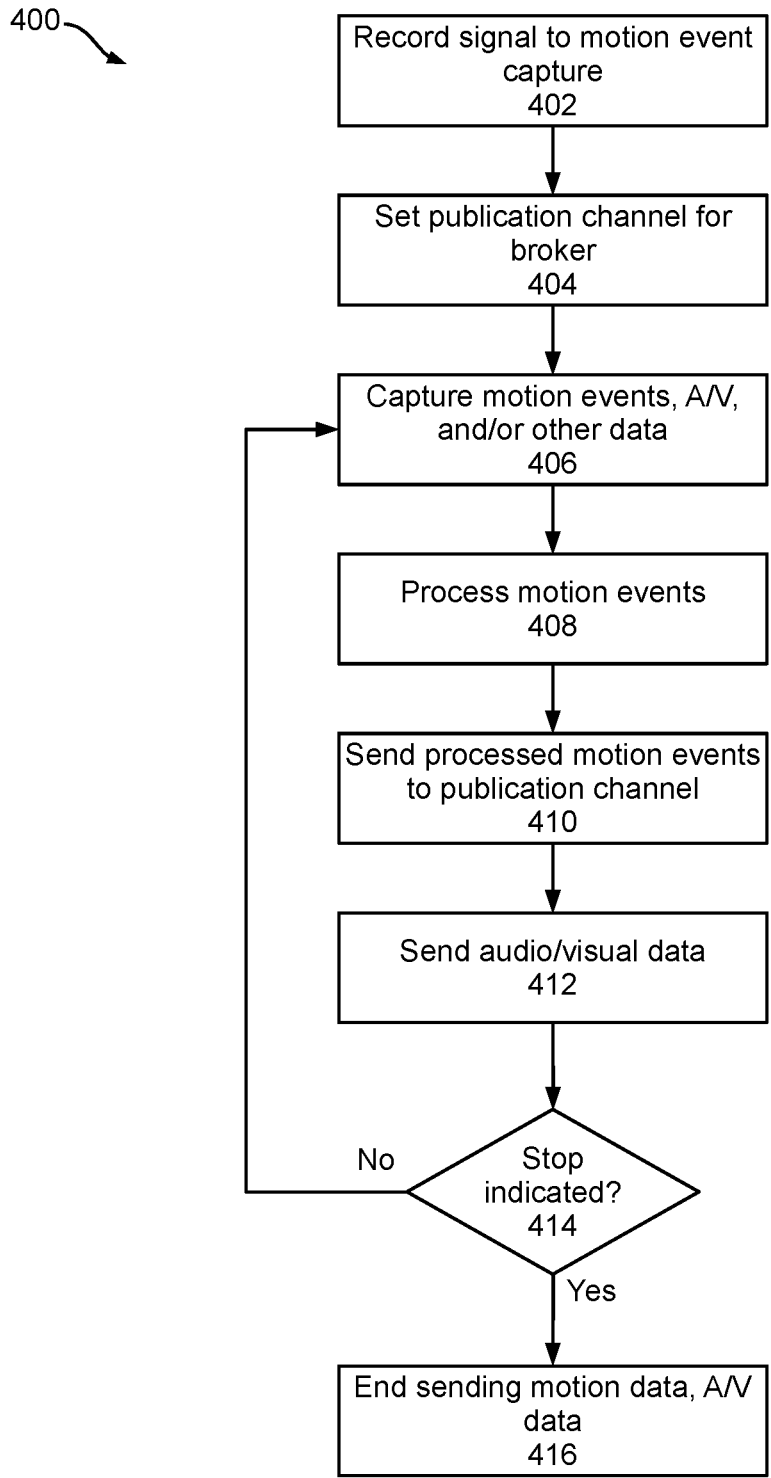 400
Record signal to motion event
capture
402
Set publication channel for
broker
404
Capture motion events, A/V,
and/or other data
406
Process motion events
408
Send processed motion events
to publication channel
410
Send audio/visual data
412
No
Stop
indicated?
414
Yes
End sending motion data, A/V
data
416